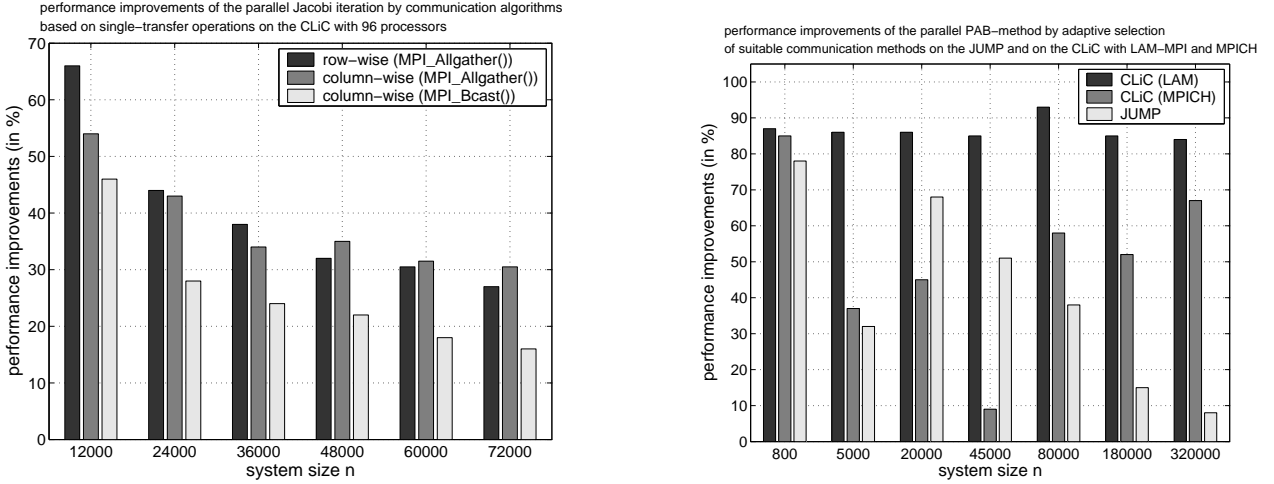 performance improvements of the parallel Jacobi iteration by communication algorithms
based on single−transfer operations on the CLiC with 96 processors
70
60
50
40
30
20
10
0
performance improvements (in %)
row−wise (MPI_Allgather())
column−wise (MPI_Allgather())
column−wise (MPI_Bcast())
12000 24000 36000 48000 60000 72000
system size n
performance improvements of the parallel PAB−method by adaptive selection
of suitable communication methods on the JUMP and on the CLiC with LAM−MPI and MPICH
100
90
80
70
60
50
40
30
20
10
0
performance improvements (in %)
CLiC (LAM)
CLiC (MPICH)
JUMP
800 5000 20000 45000 80000 180000 320000
system size n